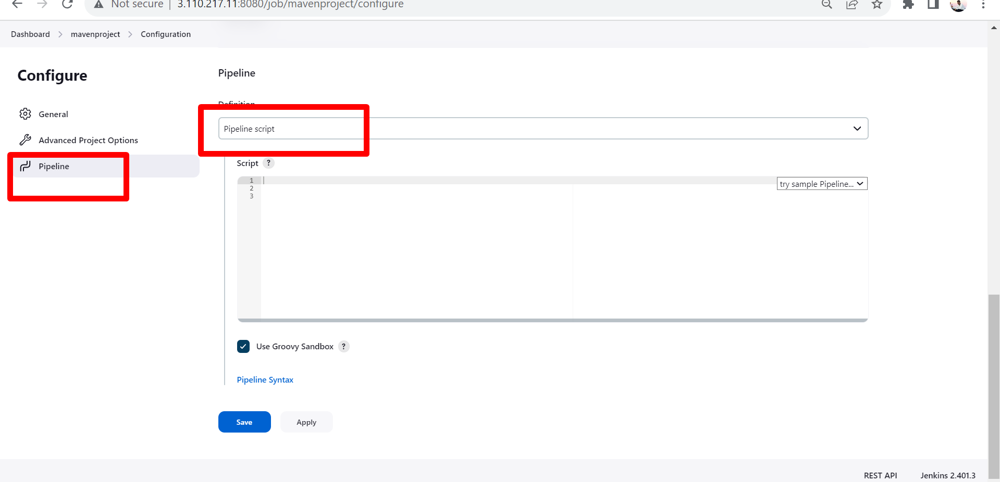 Not secure | 3.110.217.11:8080/job/mavenproject/configure
Dashboard > mavenproject > Configuration
Configure
General
Advanced Project Options
Pipeline
Pipeline
Definition
Pipeline script
Script ?
1
2
3
try sample Pipeline...
Use Groovy Sandbox ?
Pipeline Syntax
Save Apply
REST API Jenkins 2.401.3